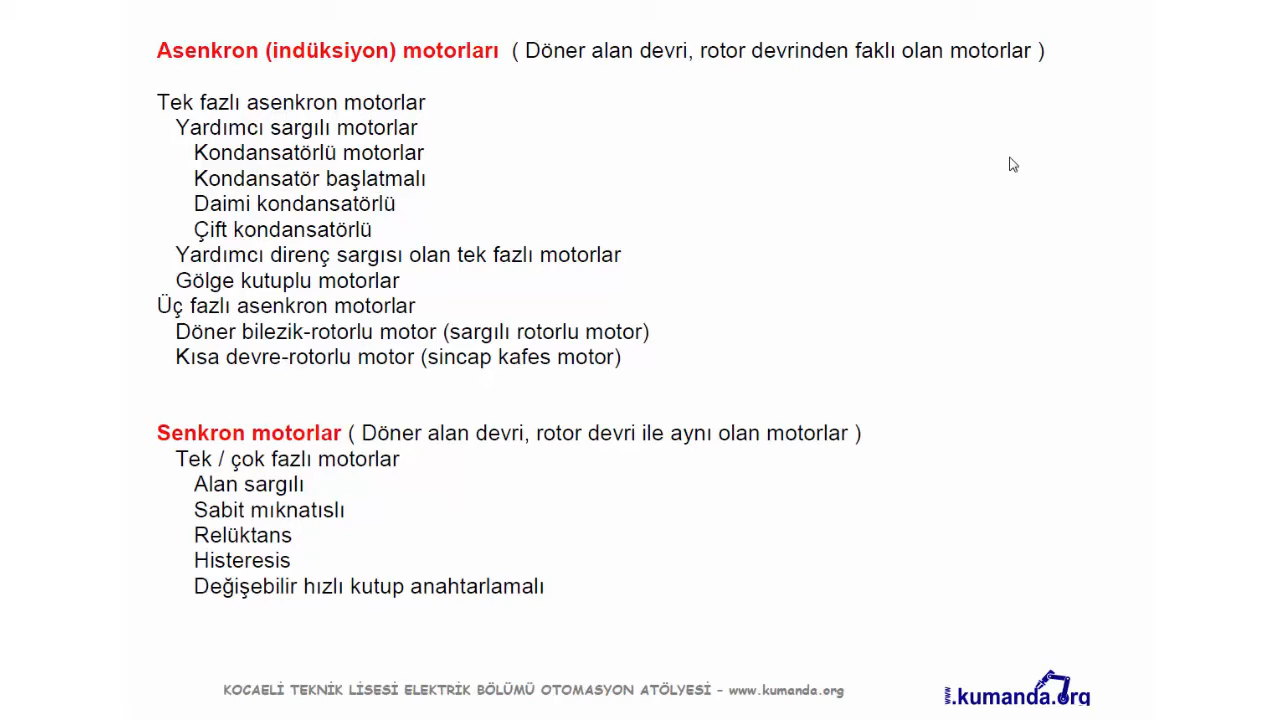 Asenkron (indüksiyon) motorları ( Döner alan devri, rotor devrinden faklı olan motorlar )
Tek fazlı asenkron motorlar
Yardımcı sargılı motorlar
Kondansatörlü motorlar
Kondansatör başlatmalı
Daimi kondansatörlü
Çift kondansatörlü
Yardımcı direnç sargısı olan tek fazlı motorlar
Gölge kutuplu motorlar
Üç fazlı asenkron motorlar
Döner bilezik-rotorlu motor (sargılı rotorlu motor)
Kısa devre-rotorlu motor (sincap kafes motor)
Senkron motorlar ( Döner alan devri, rotor devri ile aynı olan motorlar )
Tek / çok fazlı motorlar
Alan sargılı
Sabit mıknatıslı
Relüktans
Histeresis
Değişebilir hızlı kutup anahtarlamalı
KOCAELİ TEKNİK LİSESİ ELEKTRİK BÖLÜMÜ OTOMASYON ATÖLYESİ - www.kumanda.org
www.kumanda.org